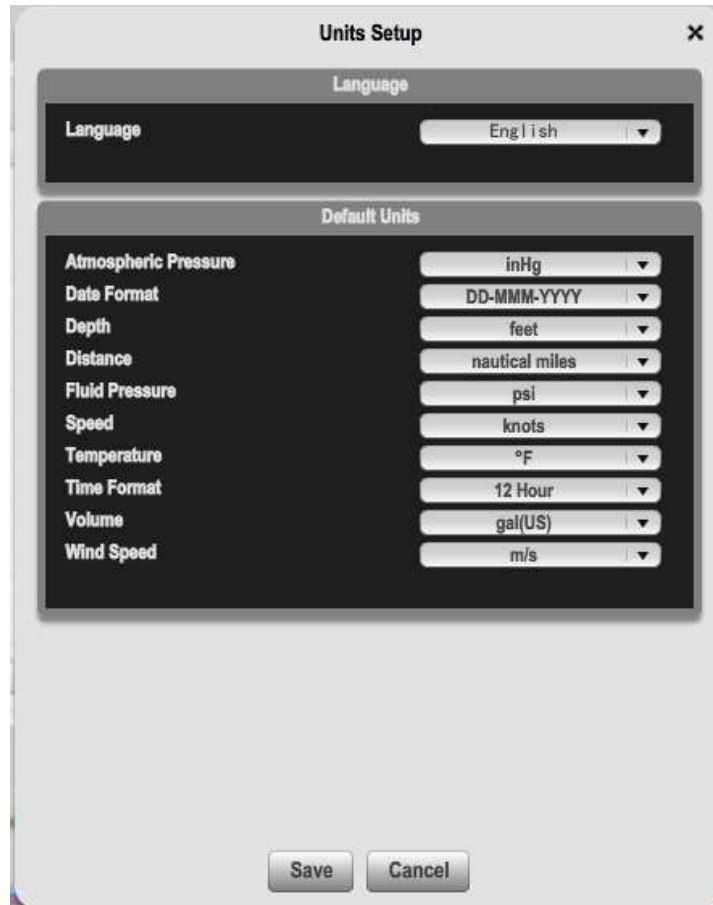 Units Setup
Language
Language English
Default Units
Atmospheric Pressure inHg
Date Format DD-MMM-YYYY
Depth feet
Distance nautical miles
Fluid Pressure psi
Speed knots
Temperature °F
Time Format 12 Hour
Volume gal(US)
Wind Speed m/s
Save Cancel